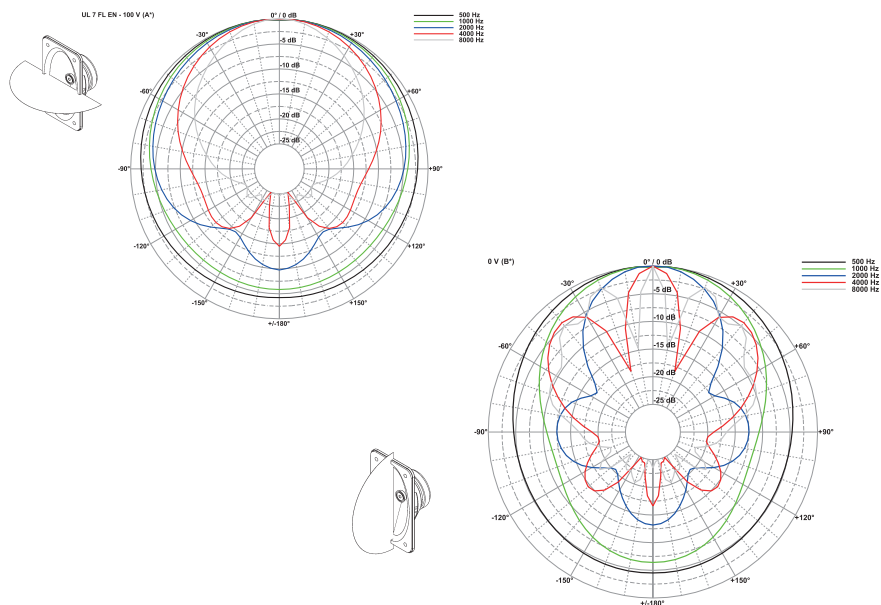 UL 7 FL EN - 100 V (A*)
0° / 0 dB
500 Hz
1000 Hz
2000 Hz
4000 Hz
8000 Hz
-30°
+30°
-5 dB
-10 dB
-60°
+60°
-15 dB
-20 dB
-25 dB
-90°
+90°
-120°
+120°
-150°
+150°
+/-180°
0 V (B*)
0° / 0 dB
500 Hz
1000 Hz
2000 Hz
4000 Hz
8000 Hz
-30°
+30°
-5 dB
-10 dB
-60°
+60°
-15 dB
-20 dB
-25 dB
-90°
+90°
-120°
+120°
-150°
+150°
+/-180°